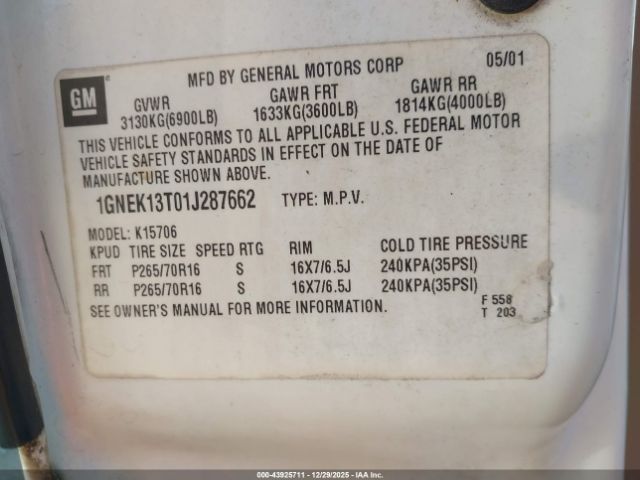 MFD BY GENERAL MOTORS CORP 05/01
GM
GVWR GAWR FRT GAWR RR
3130KG(6900LB) 1633KG(3600LB) 1814KG(4000LB)
THIS VEHICLE CONFORMS TO ALL APPLICABLE U.S. FEDERAL MOTOR
VEHICLE SAFETY STANDARDS IN EFFECT ON THE DATE OF
MANUFACTURE SHOWN ABOVE.
1GNEK13T01J287662 TYPE: M.P.V.
MODEL: K15706
KPUD TIRE SIZE SPEED RTG RIM COLD TIRE PRESSURE
FRT P265/70R16 S 16X7/6.5J 240KPA(35PSI)
RR P265/70R16 S 16X7/6.5J 240KPA(35PSI)
SEE OWNER'S MANUAL FOR MORE INFORMATION.
F 558
T 203
000-43925711 - 12/29/2025 - IAAI, Inc.